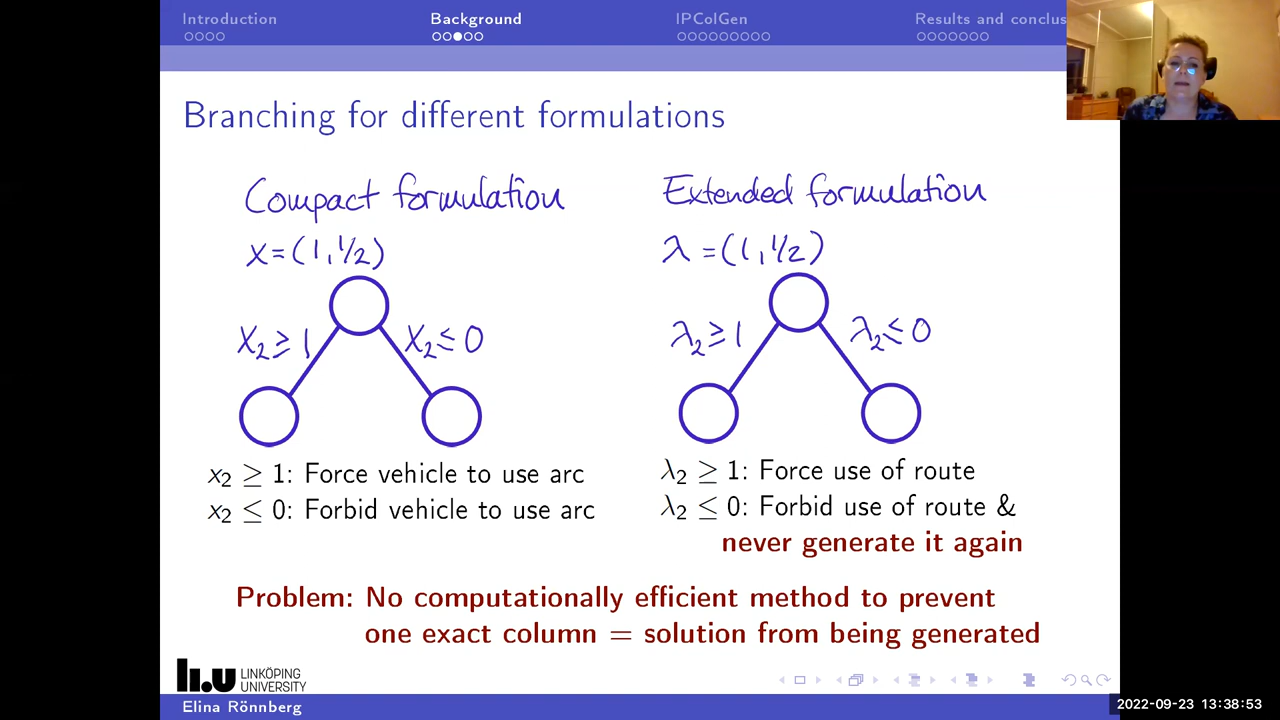 Introduction
Background
IPColGen
Results and conclus
Branching for different formulations
Compact formulation
x=(1,1/2)
x₂≥1
x₂≤0
x₂ ≥ 1: Force vehicle to use arc
x₂ ≤ 0: Forbid vehicle to use arc
Extended formulation
λ=(1,1/2)
λ₂≥1
λ₂≤0
λ₂ ≥ 1: Force use of route
λ₂ ≤ 0: Forbid use of route &
never generate it again
Problem: No computationally efficient method to prevent
one exact column = solution from being generated
li.u LINKÖPING
UNIVERSITY
Elina Rönnberg
2022-09-23 13:38:53